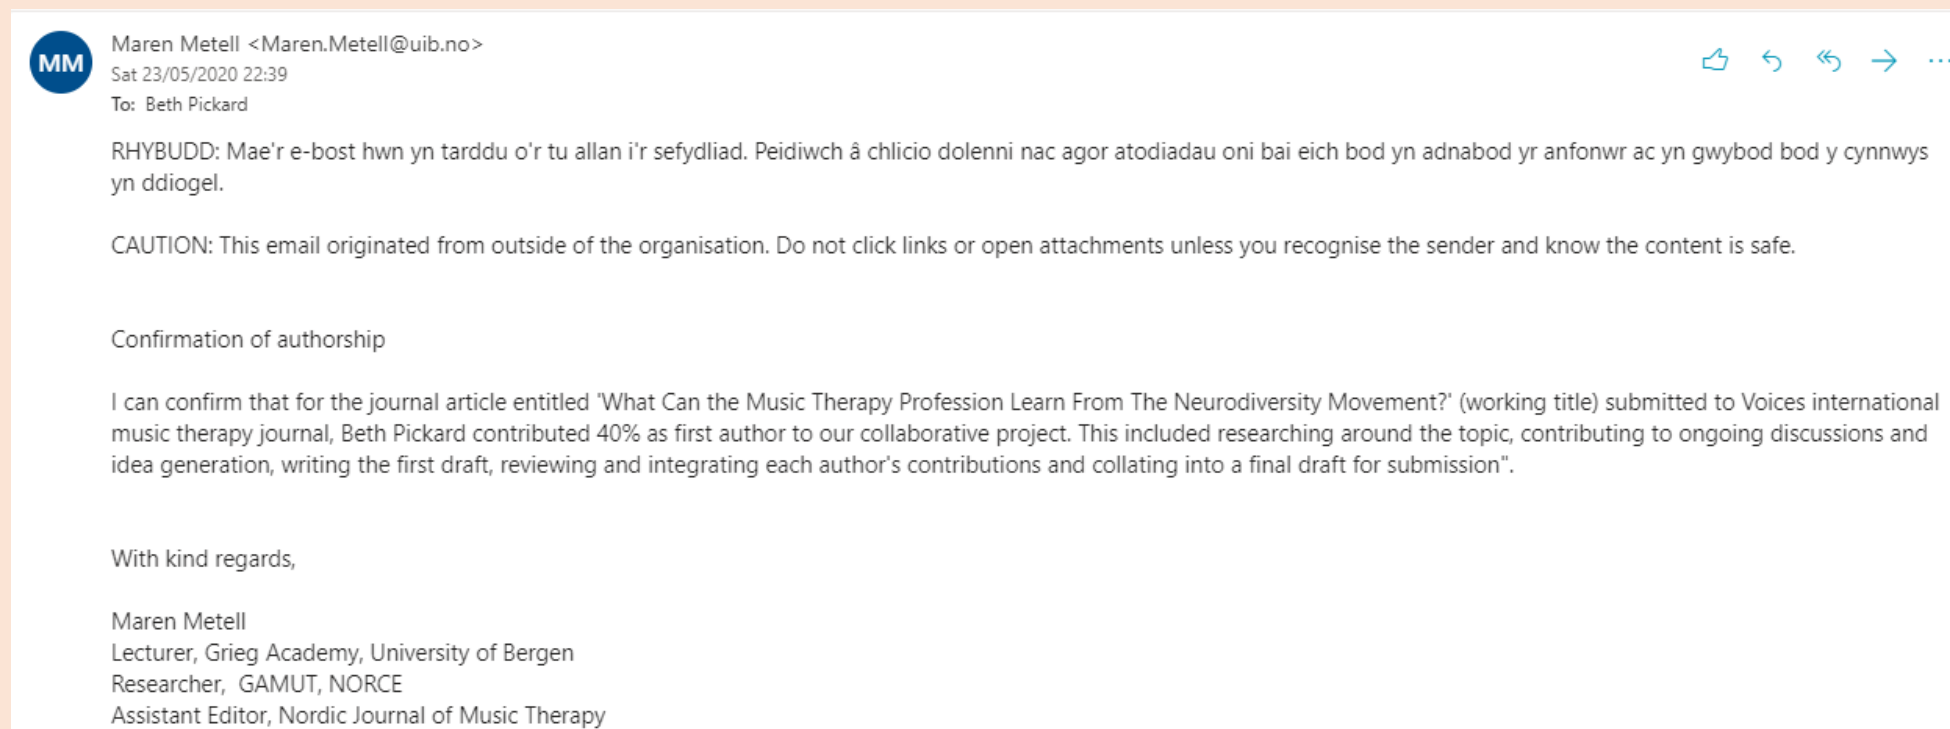 MM
Maren Metell <Maren.Metell@uib.no>
Sat 23/05/2020 22:39
To: Beth Pickard
RHYBUDD: Mae'r e-bost hwn yn tarddu o'r tu allan i'r sefydliad. Peidiwch â chlicio dolenni nac agor atodiadau oni bai eich bod yn adnabod yr anfonwr ac yn gwybod bod y cynnwys
yn ddiogel.
CAUTION: This email originated from outside of the organisation. Do not click links or open attachments unless you recognise the sender and know the content is safe.
Confirmation of authorship
I can confirm that for the journal article entitled 'What Can the Music Therapy Profession Learn From The Neurodiversity Movement?' (working title) submitted to Voices international
music therapy journal, Beth Pickard contributed 40% as first author to our collaborative project. This included researching around the topic, contributing to ongoing discussions and
idea generation, writing the first draft, reviewing and integrating each author's contributions and collating into a final draft for submission".
With kind regards,
Maren Metell
Lecturer, Grieg Academy, University of Bergen
Researcher,  GAMUT, NORCE
Assistant Editor, Nordic Journal of Music Therapy